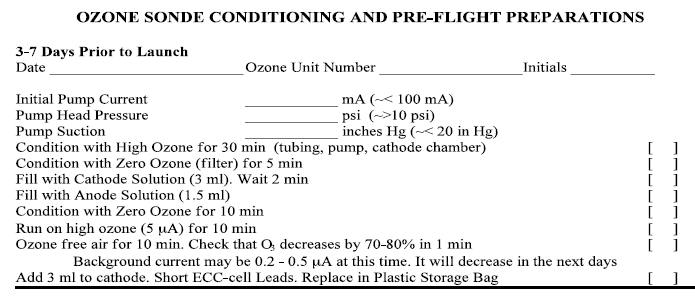 OZONE SONDE CONDITIONING AND PRE-FLIGHT PREPARATIONS
3-7 Days Prior to Launch
Date ______________________ Ozone Unit Number ________________ Initials __________
Initial Pump Current ___________ mA (~< 100 mA)
Pump Head Pressure ___________ psi (~>10 psi)
Pump Suction ___________ inches Hg (~< 20 in Hg)
Condition with High Ozone for 30 min (tubing, pump, cathode chamber) [ ]
Condition with Zero Ozone (filter) for 5 min [ ]
Fill with Cathode Solution (3 ml). Wait 2 min [ ]
Fill with Anode Solution (1.5 ml) [ ]
Condition with Zero Ozone for 10 min [ ]
Run on high ozone (5 µA) for 10 min [ ]
Ozone free air for 10 min. Check that O₃ decreases by 70-80% in 1 min [ ]
Background current may be 0.2 - 0.5 µA at this time. It will decrease in the next days
Add 3 ml to cathode. Short ECC-cell Leads. Replace in Plastic Storage Bag [ ]